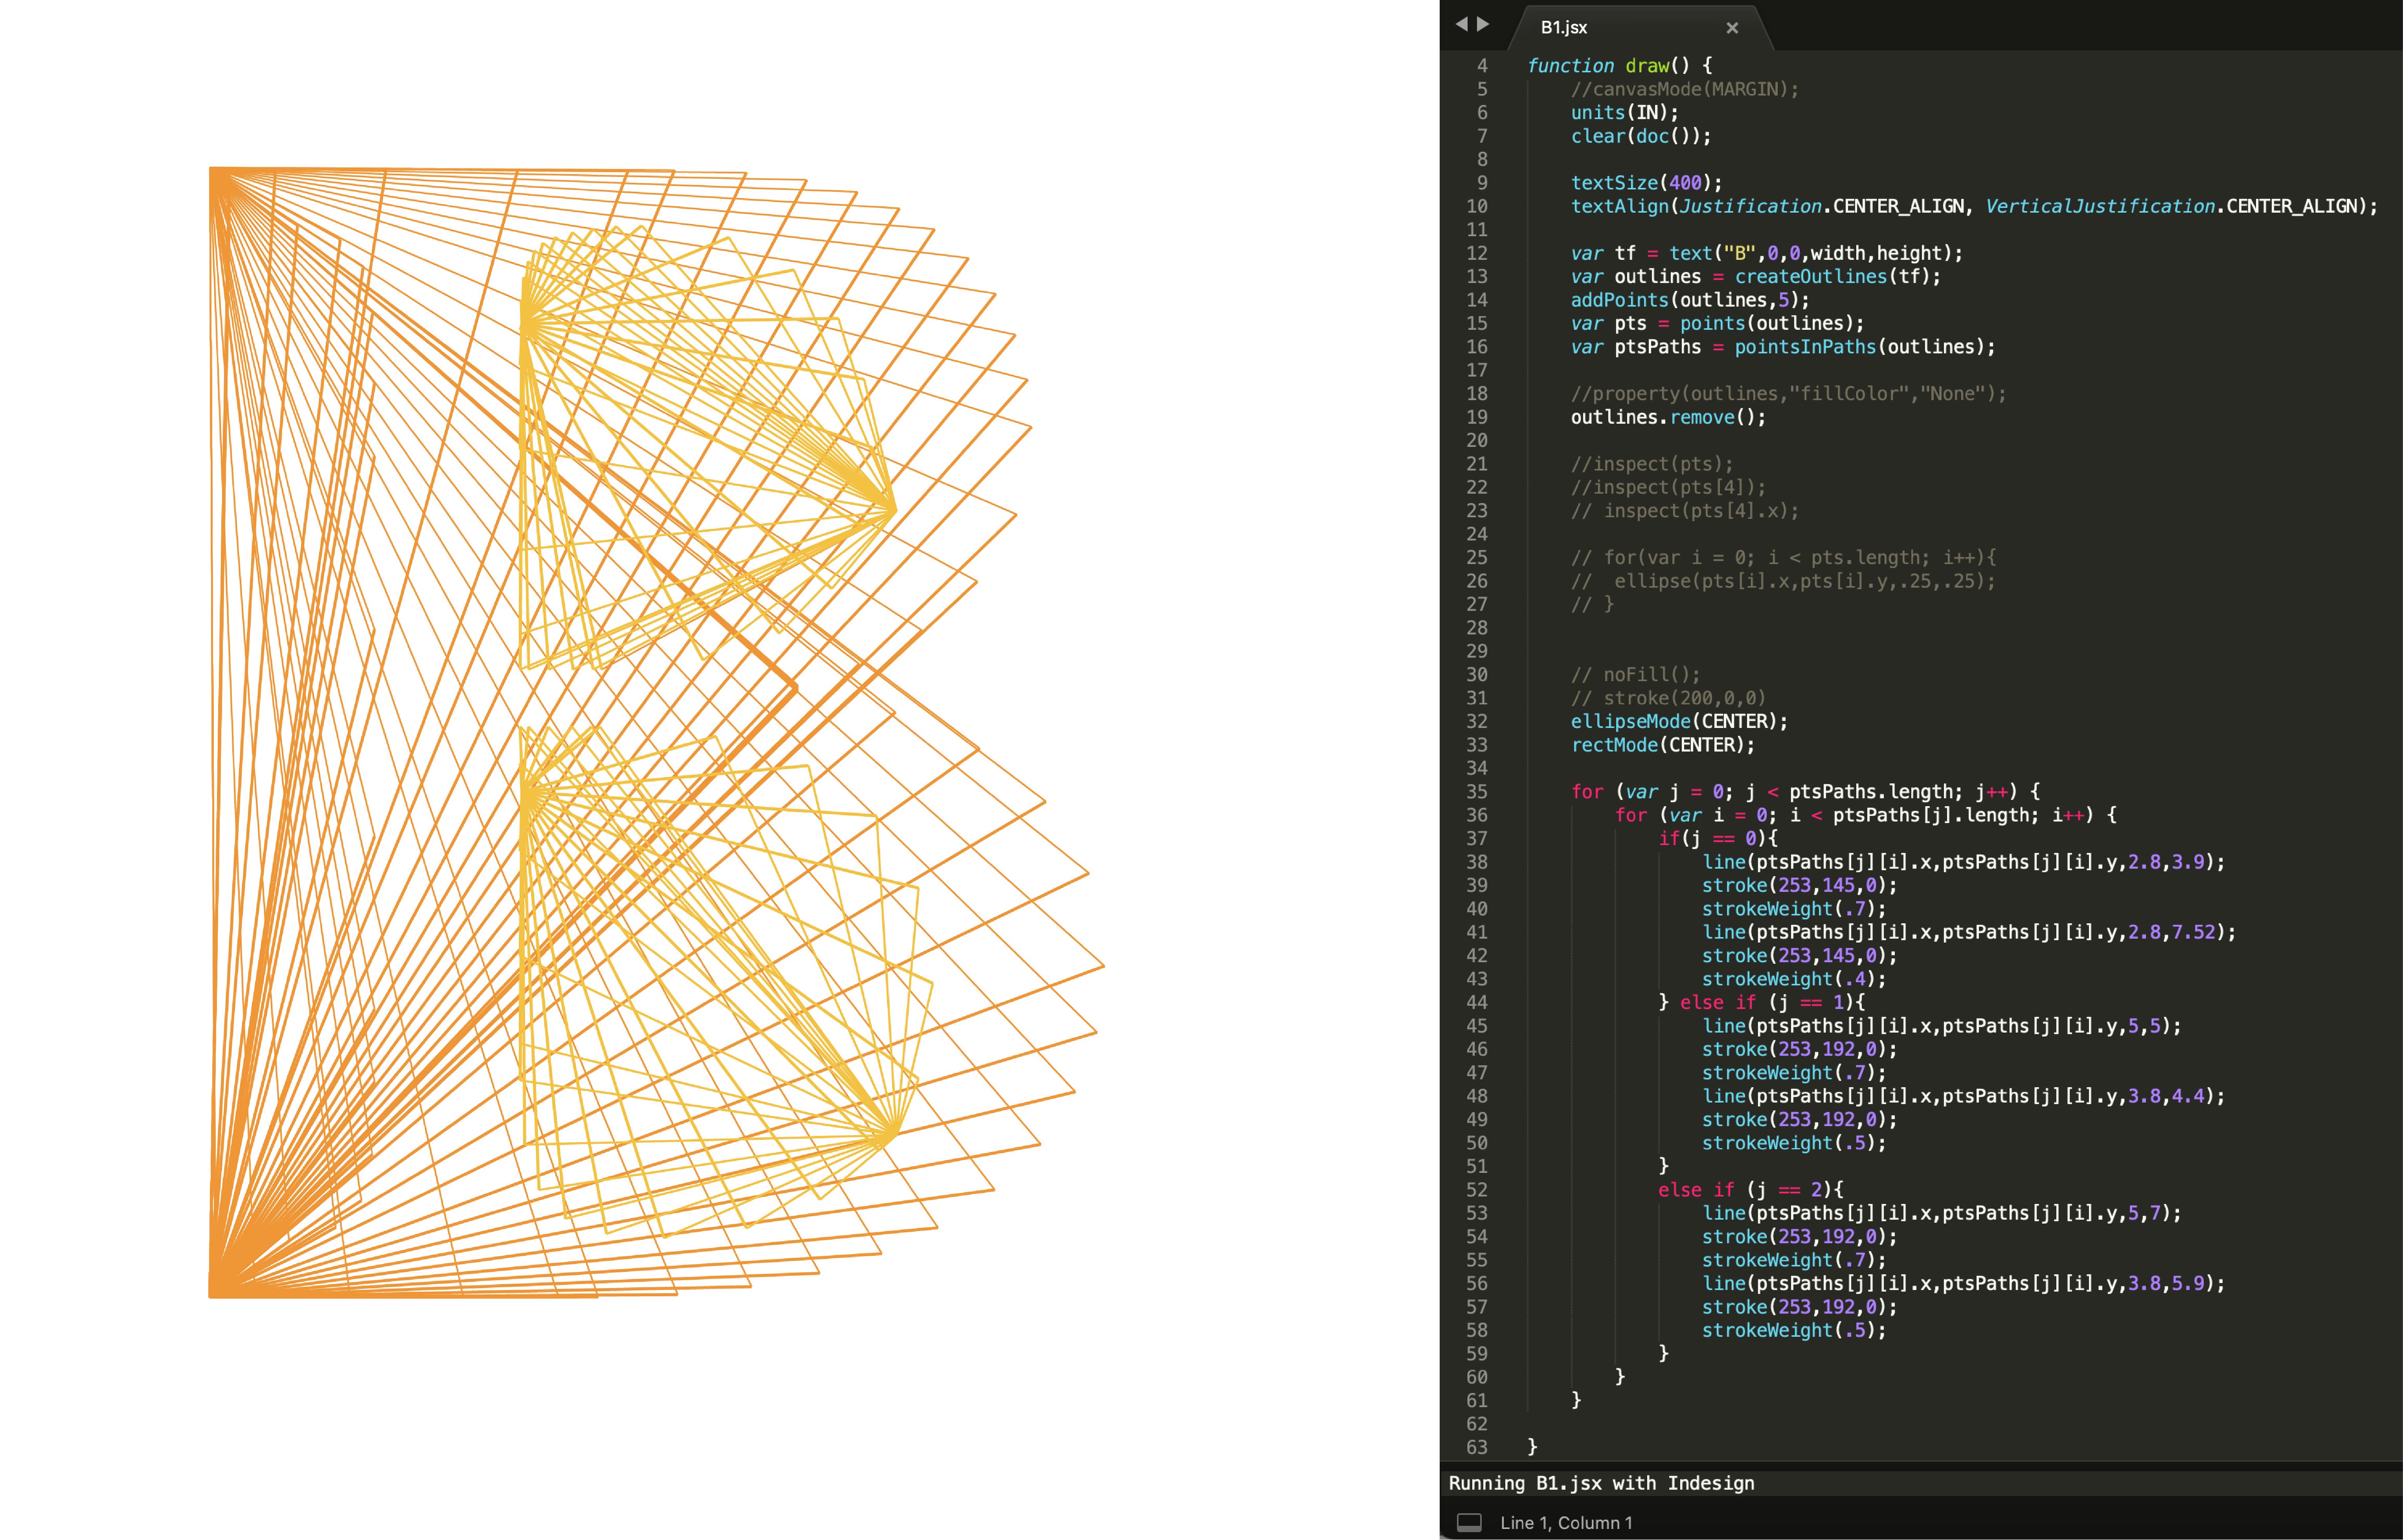 B1.jsx ×
4 function draw() {
5 //canvasMode(MARGIN);
6 units(IN);
7 clear(doc());
8
9 textSize(400);
10 textAlign(Justification.CENTER_ALIGN, VerticalJustification.CENTER_ALIGN);
11
12 var tf = text("B",0,0,width,height);
13 var outlines = createOutlines(tf);
14 addPoints(outlines,5);
15 var pts = points(outlines);
16 var ptsPaths = pointsInPaths(outlines);
17
18 //property(outlines,"fillColor","None");
19 outlines.remove();
20
21 //inspect(pts);
22 //inspect(pts[4]);
23 // inspect(pts[4].x);
24
25 // for(var i = 0; i < pts.length; i++){
26 //  ellipse(pts[i].x,pts[i].y,.25,.25);
27 // }
28
29
30 // noFill();
31 // stroke(200,0,0)
32 ellipseMode(CENTER);
33 rectMode(CENTER);
34
35 for (var j = 0; j < ptsPaths.length; j++) {
36 for (var i = 0; i < ptsPaths[j].length; i++) {
37 if(j == 0){
38 line(ptsPaths[j][i].x,ptsPaths[j][i].y,2.8,3.9);
39 stroke(253,145,0);
40 strokeWeight(.7);
41 line(ptsPaths[j][i].x,ptsPaths[j][i].y,2.8,7.52);
42 stroke(253,145,0);
43 strokeWeight(.4);
44 } else if (j == 1){
45 line(ptsPaths[j][i].x,ptsPaths[j][i].y,5,5);
46 stroke(253,192,0);
47 strokeWeight(.7);
48 line(ptsPaths[j][i].x,ptsPaths[j][i].y,3.8,4.4);
49 stroke(253,192,0);
50 strokeWeight(.5);
51 }
52 else if (j == 2){
53 line(ptsPaths[j][i].x,ptsPaths[j][i].y,5,7);
54 stroke(253,192,0);
55 strokeWeight(.7);
56 line(ptsPaths[j][i].x,ptsPaths[j][i].y,3.8,5.9);
57 stroke(253,192,0);
58 strokeWeight(.5);
59 }
60 }
61 }
62
63 }
Running B1.jsx with Indesign
Line 1, Column 1